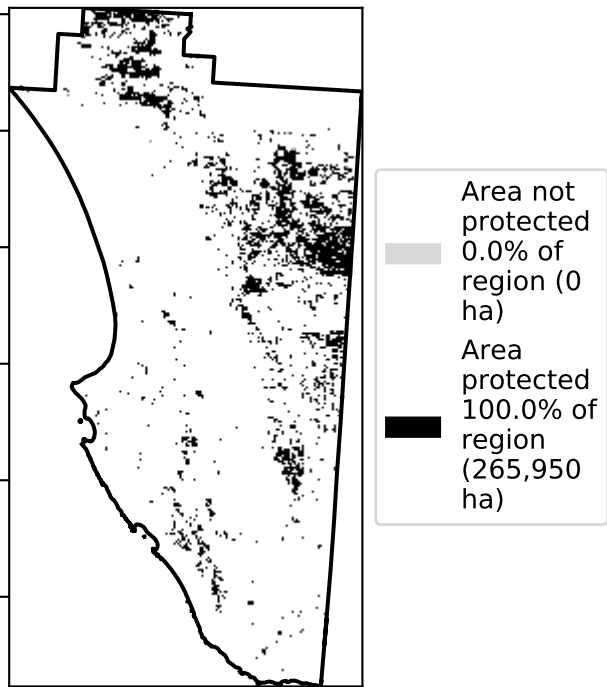 Area not
protected
0.0% of
region (0
ha)
Area
protected
100.0% of
region
(265,950
ha)